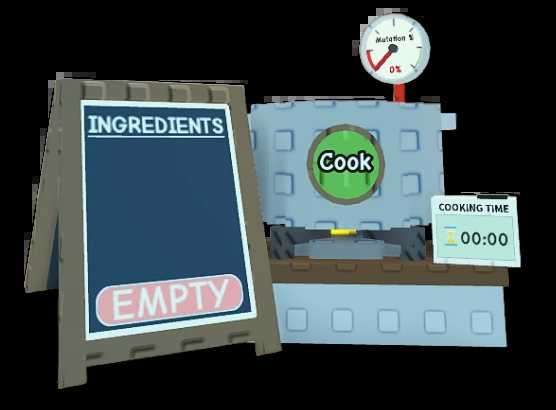 INGREDIENTS
EMPTY
Mutation %
0%
Cook
COOKING TIME
00:00